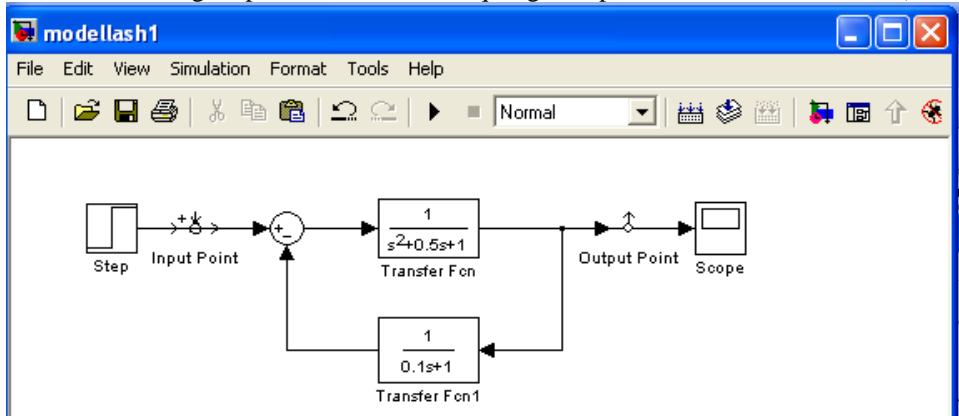 modellash1
File Edit View Simulation Format Tools Help
Normal
Step
Input Point
+
+
-
1
s²+0.5s+1
Transfer Fcn
Output Point
Scope
1
0.1s+1
Transfer Fcn1